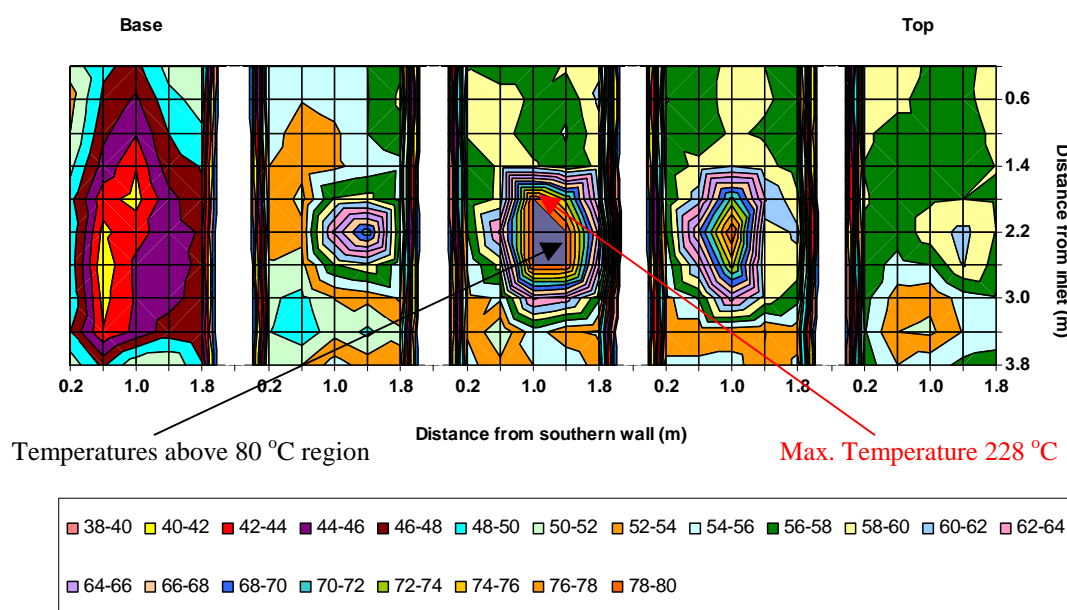 Base Top
0.6
1.4
2.2
3.0
3.8
Distance from inlet (m)
0.2 1.0 1.8 0.2 1.0 1.8 0.2 1.0 1.8 0.2 1.0 1.8 0.2 1.0 1.8
Distance from southern wall (m)
Temperatures above 80 °C region
Max. Temperature 228 °C
38-40 40-42 42-44 44-46 46-48 48-50 50-52 52-54 54-56 56-58 58-60 60-62 62-64
64-66 66-68 68-70 70-72 72-74 74-76 76-78 78-80